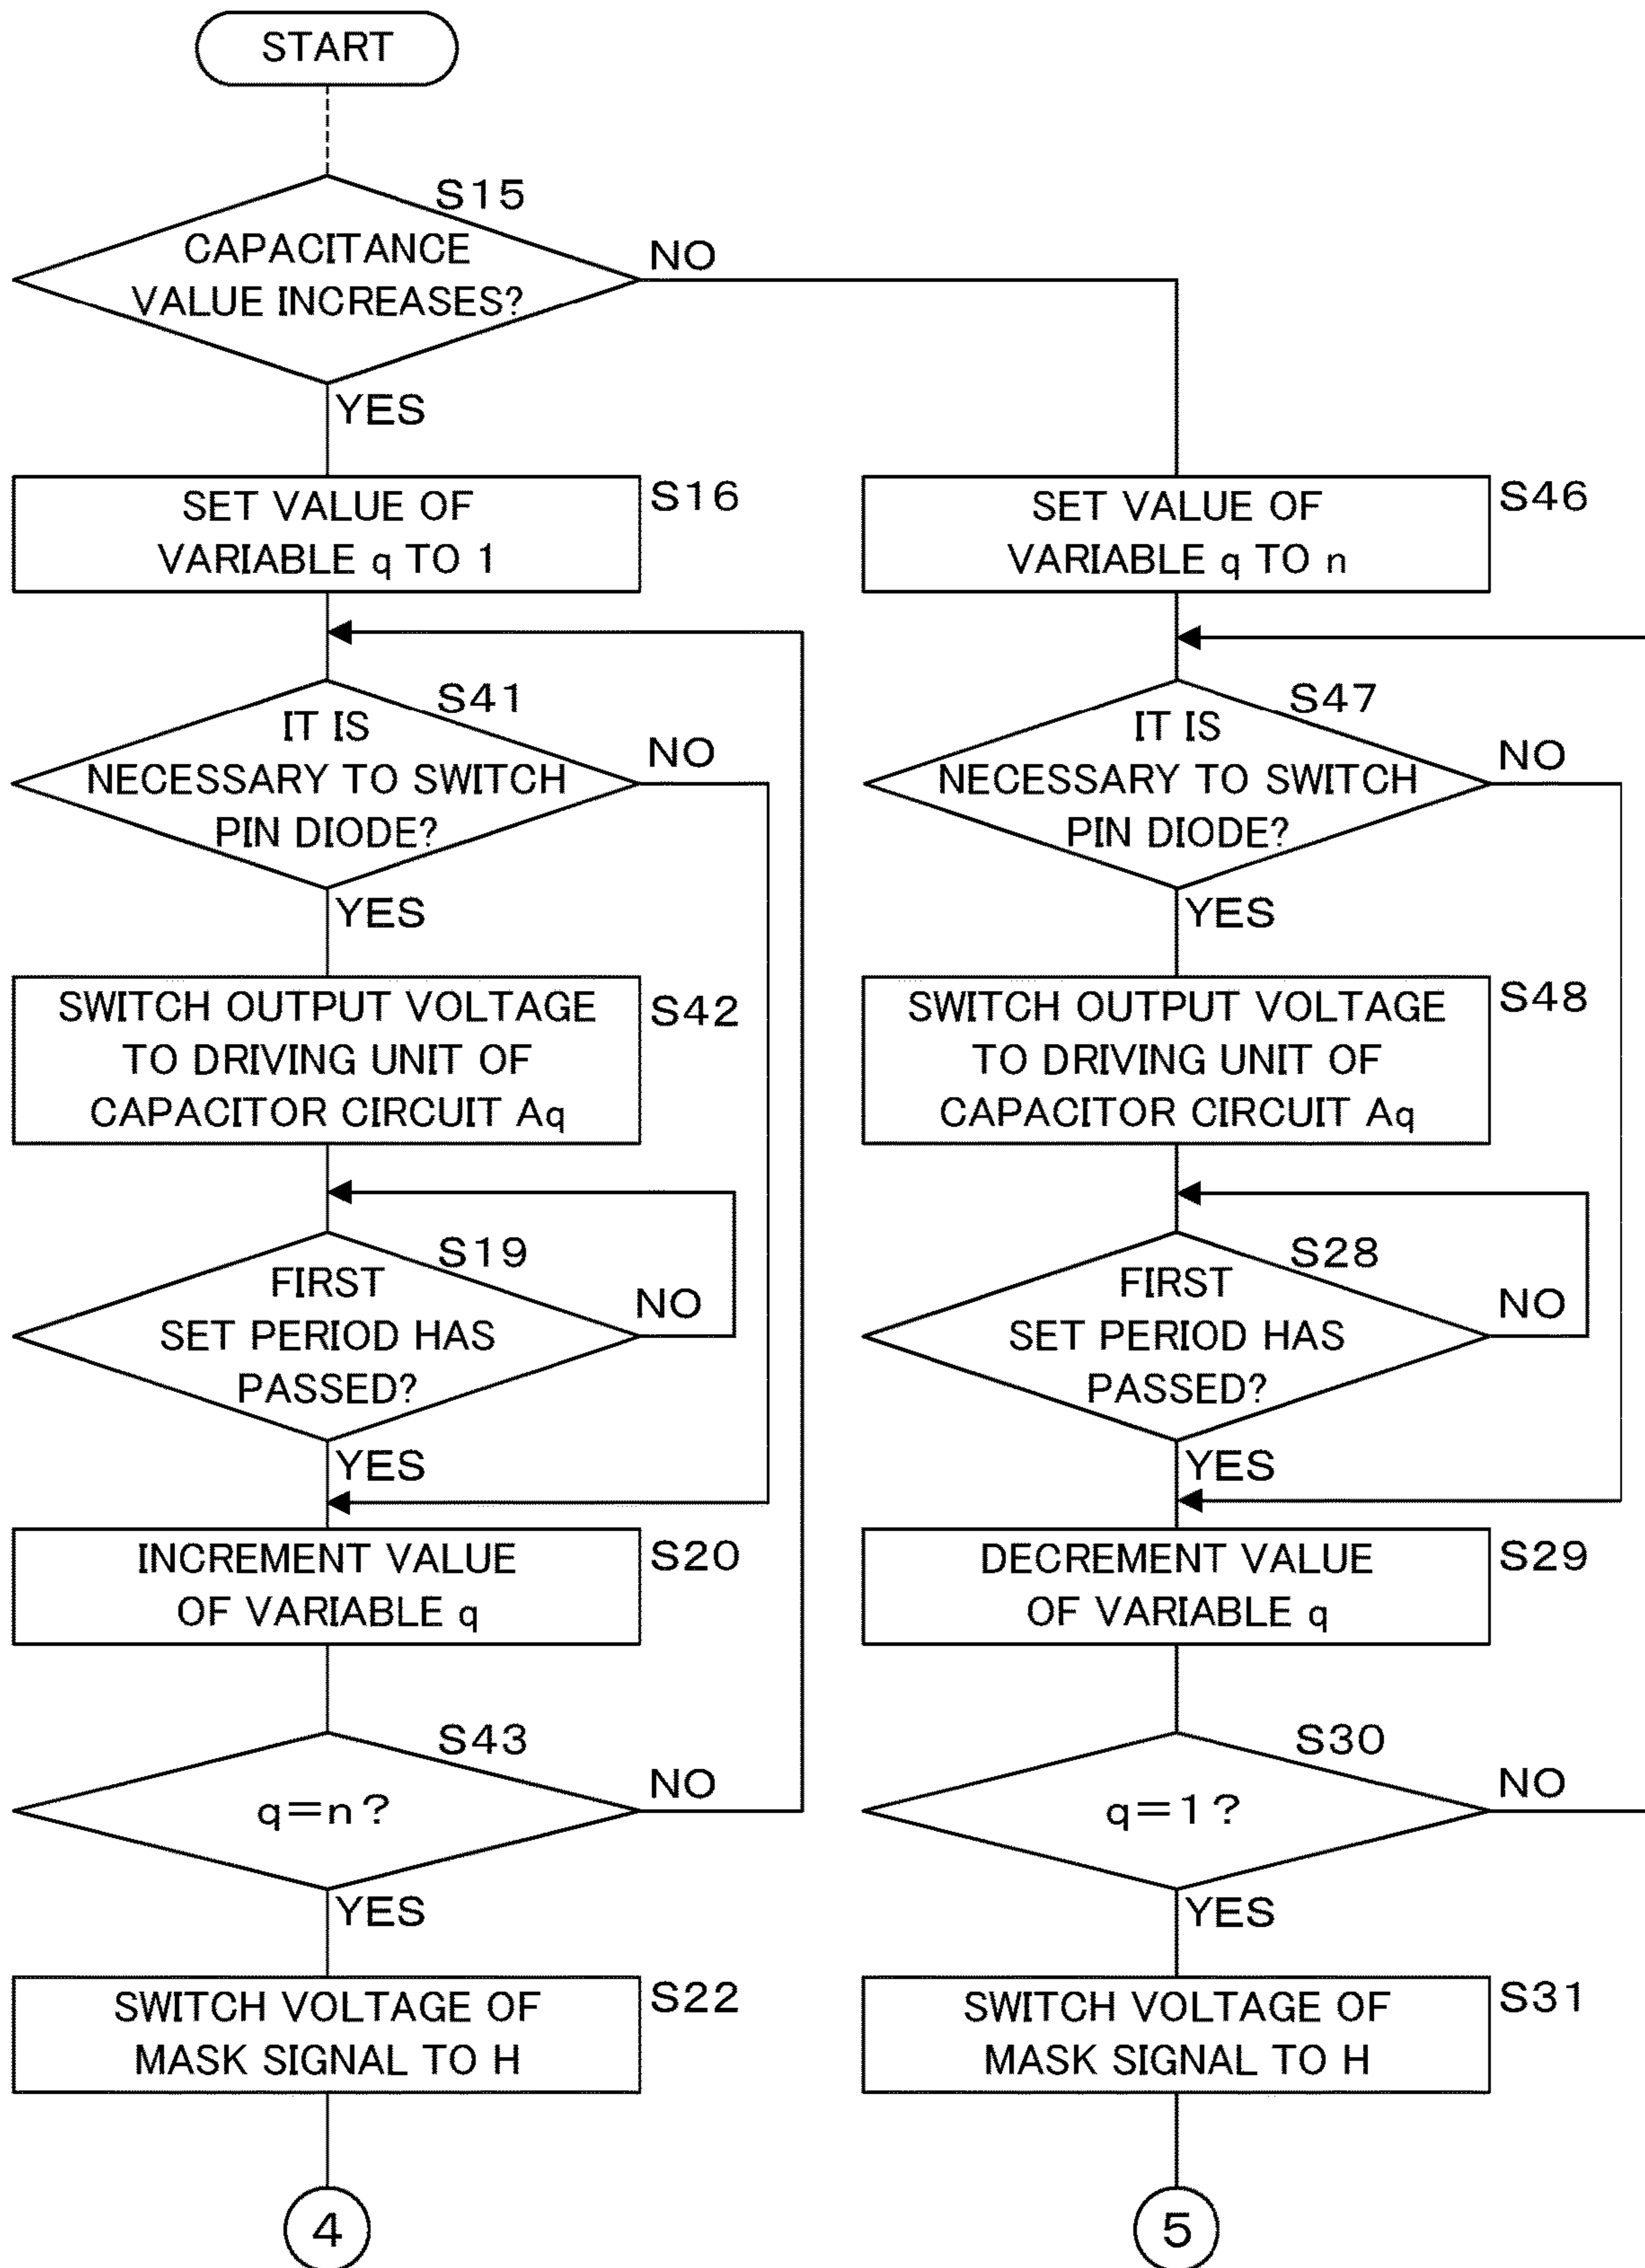 START
S15
CAPACITANCE
VALUE INCREASES?
NO
YES
SET VALUE OF
VARIABLE q TO 1
S16
S41
IT IS
NECESSARY TO SWITCH
PIN DIODE?
NO
YES
SWITCH OUTPUT VOLTAGE
TO DRIVING UNIT OF
CAPACITOR CIRCUIT Aq
S42
S19
FIRST
SET PERIOD HAS
PASSED?
NO
YES
INCREMENT VALUE
OF VARIABLE q
S20
S43
q=n?
NO
YES
SWITCH VOLTAGE OF
MASK SIGNAL TO H
S22
4
SET VALUE OF
VARIABLE q TO n
S46
S47
IT IS
NECESSARY TO SWITCH
PIN DIODE?
NO
YES
SWITCH OUTPUT VOLTAGE
TO DRIVING UNIT OF
CAPACITOR CIRCUIT Aq
S48
S28
FIRST
SET PERIOD HAS
PASSED?
NO
YES
DECREMENT VALUE
OF VARIABLE q
S29
S30
q=1?
NO
YES
SWITCH VOLTAGE OF
MASK SIGNAL TO H
S31
5